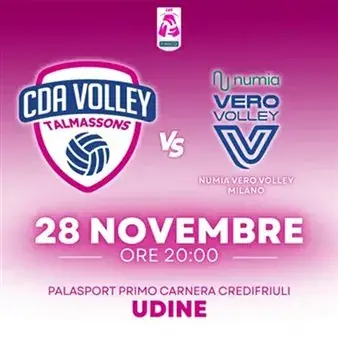 CDA VOLLEY
TALMASSONS
VS
numia
VERO
VOLLEY
NUMIA VERO VOLLEY
MILANO
28 NOVEMBRE
ORE 20:00
PALASPORT PRIMO CARNERA CREDIFRIULI
UDINE